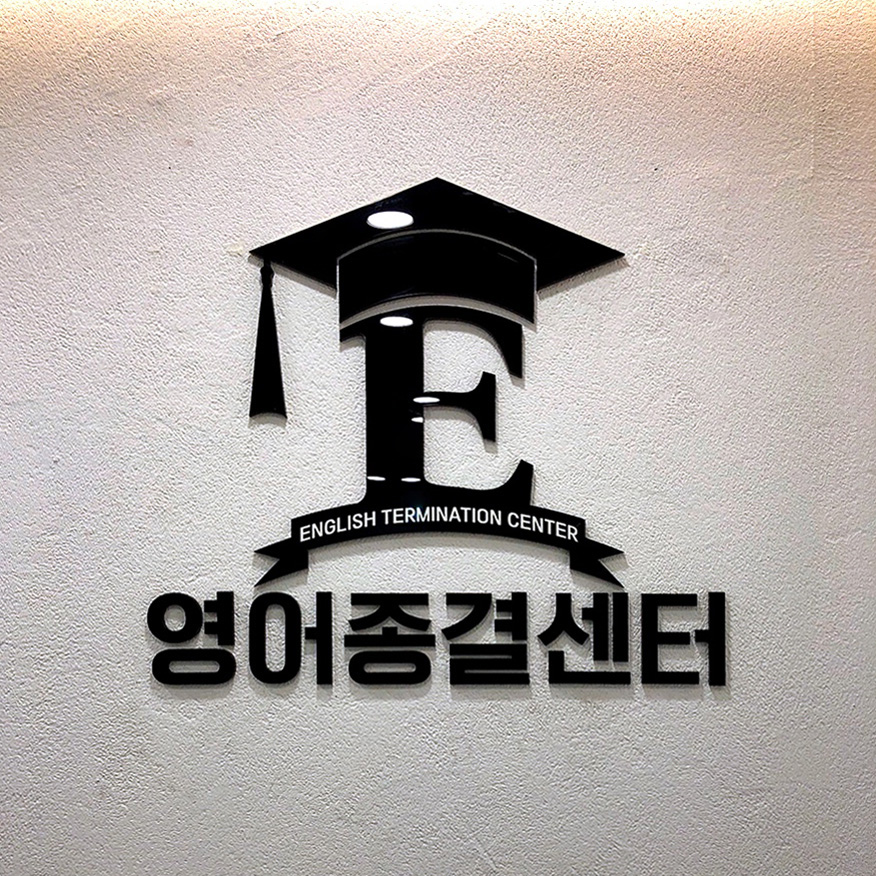 E
ENGLISH TERMINATION CENTER
영어종결센터